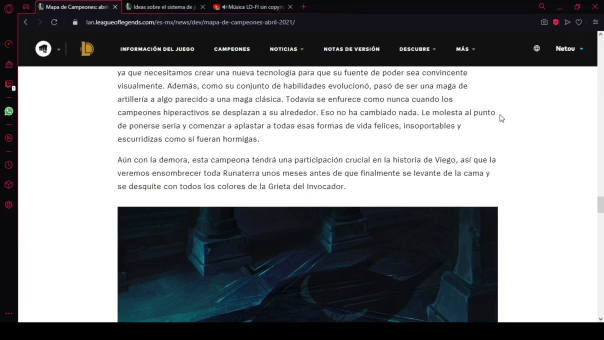 Mapa de Campeones: abril
Ideas sobre el sistema de j
Música LO-FI sin copyri
lan.leagueoflegends.com/es-mx/news/dev/mapa-de-campeones-abril-2021/
INFORMACIÓN DEL JUEGO CAMPEONES NOTICIAS NOTAS DE VERSIÓN DESCUBRE MÁS Netou
ya que necesitamos crear una nueva tecnología para que su fuente de poder sea convincente
visualmente. Además, como su conjunto de habilidades evolucionó, pasó de ser una maga de
artillería a algo parecido a una maga clásica. Todavía se enfurece como nunca cuando los
campeones hiperactivos se desplazan a su alrededor. Eso no ha cambiado nada. Le molesta al punto
de ponerse seria y comenzar a aplastar a todas esas formas de vida felices, insoportables y
escurridizas como si fueran hormigas.
Aún con la demora, esta campeona tendrá una participación crucial en la historia de Viego, así que la
veremos ensombrecer toda Runaterra unos meses antes de que finalmente se levante de la cama y
se desquite con todos los colores de la Grieta del Invocador.